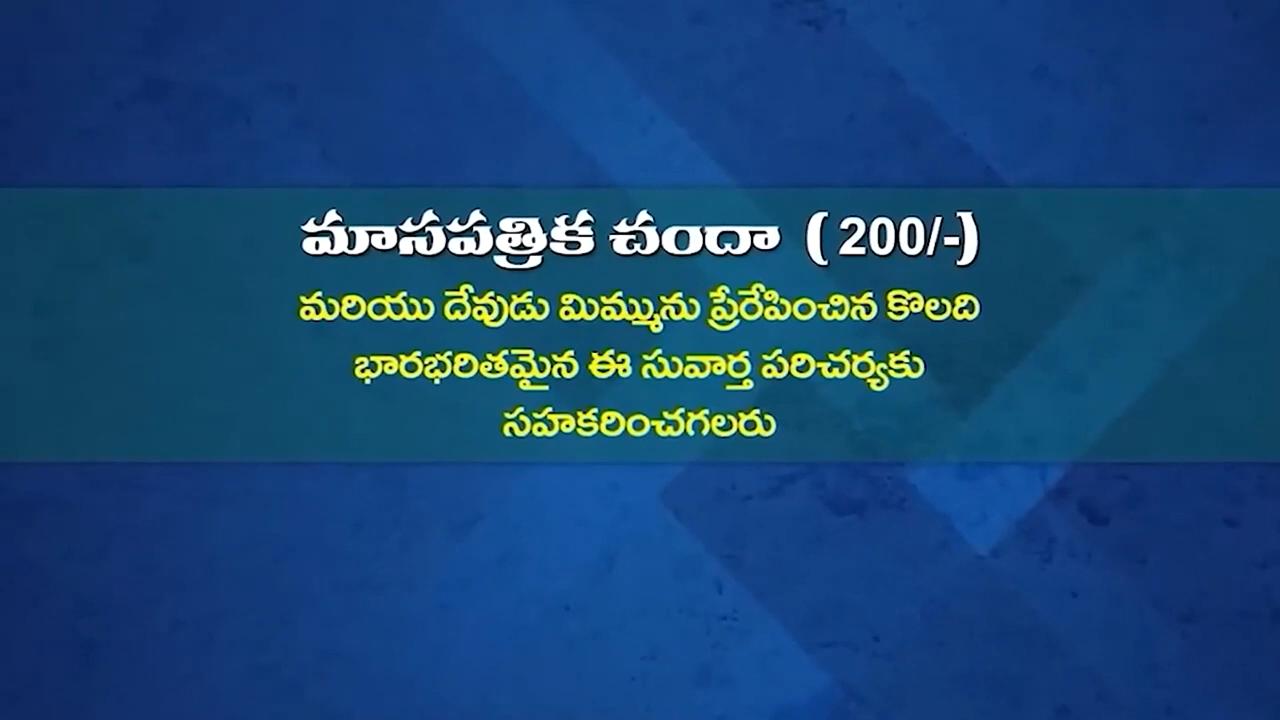 మాసపత్రిక చందా ( 200/-)
మరియు దేవుడు మిమ్మును ప్రేరేపించిన కొలది
భారభరితమైన ఈ సువార్త పరిచర్యకు
సహకరించగలరు